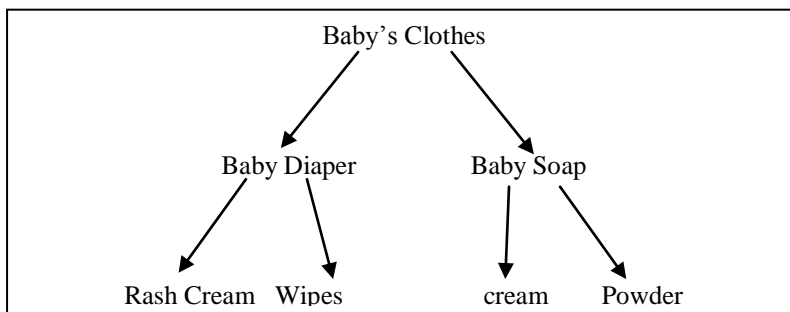 Baby’s Clothes
Baby Diaper Baby Soap
Rash Cream Wipes cream Powder